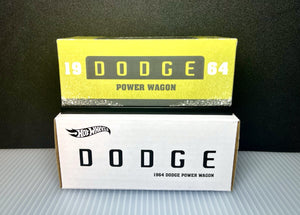 19 DODGE 64
POWER WAGON
Hot Wheels
DODGE
1964 DODGE POWER WAGON